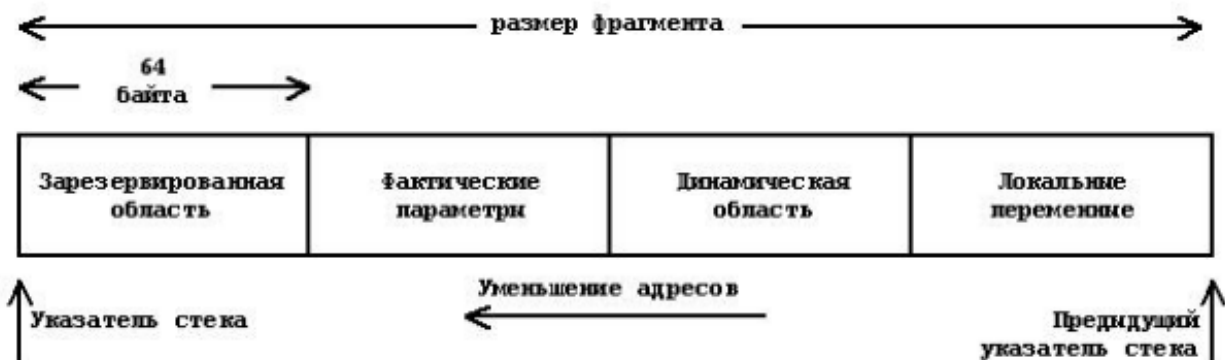 размер фрагмента
64
байта
Зарезервированная
область
Фактические
параметры
Динамическая
область
Локальные
переменные
Уменьшение адресов
Указатель стека
Предыдущий
указатель стека